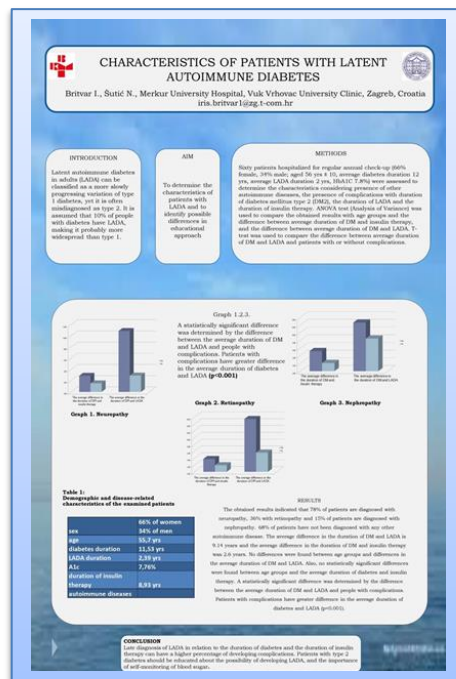 CHARACTERISTICS OF PATIENTS WITH LATENT
AUTOIMMUNE DIABETES
Britvar I., Šutić N., Merkur University Hospital, Vuk Vrhovac University Clinic, Zagreb, Croatia
iris.britvar1@zg.t-com.hr
INTRODUCTION
Latent autoimmune diabetes
in adults (LADA) can be
classified as a more slowly
progressing variation of type
1 diabetes, yet it is often
misdiagnosed as type 2. It is
assumed that 10% of people
with diabetes have LADA,
making it probably more
widespread than type 1.
AIM
To determine the
characteristics of
patients with
LADA and to
identify possible
differences in
educational
approach
METHODS
Sixty patients hospitalized for regular annual check-up (66%
female, 34% male; aged 56 yrs ± 10, average diabetes duration 12
yrs, average LADA duration 2 yrs, HbA1C 7.8%) were assessed to
determine the characteristics considering presence of other
autoimmune diseases, the presence of complications with duration
of diabetes mellitus type 2 (DM2), the duration of LADA and the
duration of insulin therapy. ANOVA test (Analysis of Variance) was
used to compare the obtained results with age groups and the
difference between average duration of DM and insulin therapy,
and the difference between average duration of DM and LADA. T-
test was used to compare the difference between average duration
of DM and LADA and patients with or without complications.
Graph 1.2.3.
A statistically significant difference
was determined by the difference
between the average duration of DM
and LADA and people with
complications. Patients with
complications have greater difference
in the average duration of diabetes
and LADA (p<0.001)
The average difference in the duration of DM and insulin therapy
The average difference in the duration of DM and LADA
Graph 1. Neuropathy
Graph 2. Retinopathy
Graph 3. Nephropathy
Table 1:
Demographic and disease-related
characteristics of the examined patients
66% of women
sex 34% of men
age 55,7 yrs
diabetes duration 11,53 yrs
LADA duration 2,39 yrs
A1c 7,76%
duration of insulin
therapy 8,93 yrs
autoimmune diseases
RESULTS
The obtained results indicated that 78% of patients are diagnosed with
neuropathy, 36% with retinopathy and 15% of patients are diagnosed with
nephropathy. 68% of patients have not been diagnosed with any other
autoimmune disease. The average difference in the duration of DM and LADA is
9.14 years and the average difference in the duration of DM and insulin therapy
was 2.6 years. No differences were found between age groups and differences in
the average duration of DM and LADA. Also, no statistically significant differences
were found between age groups and the average duration of diabetes and insulin
therapy. A statistically significant difference was determined by the difference
between the average duration of DM and LADA and people with complications.
Patients with complications have greater difference in the average duration of
diabetes and LADA (p<0.001).
CONCLUSION
Late diagnosis of LADA in relation to the duration of diabetes and the duration of insulin
therapy can have a higher percentage of developing complications. Patients with type 2
diabetes should be educated about the possibility of developing LADA, and the importance
of self-monitoring of blood sugar.